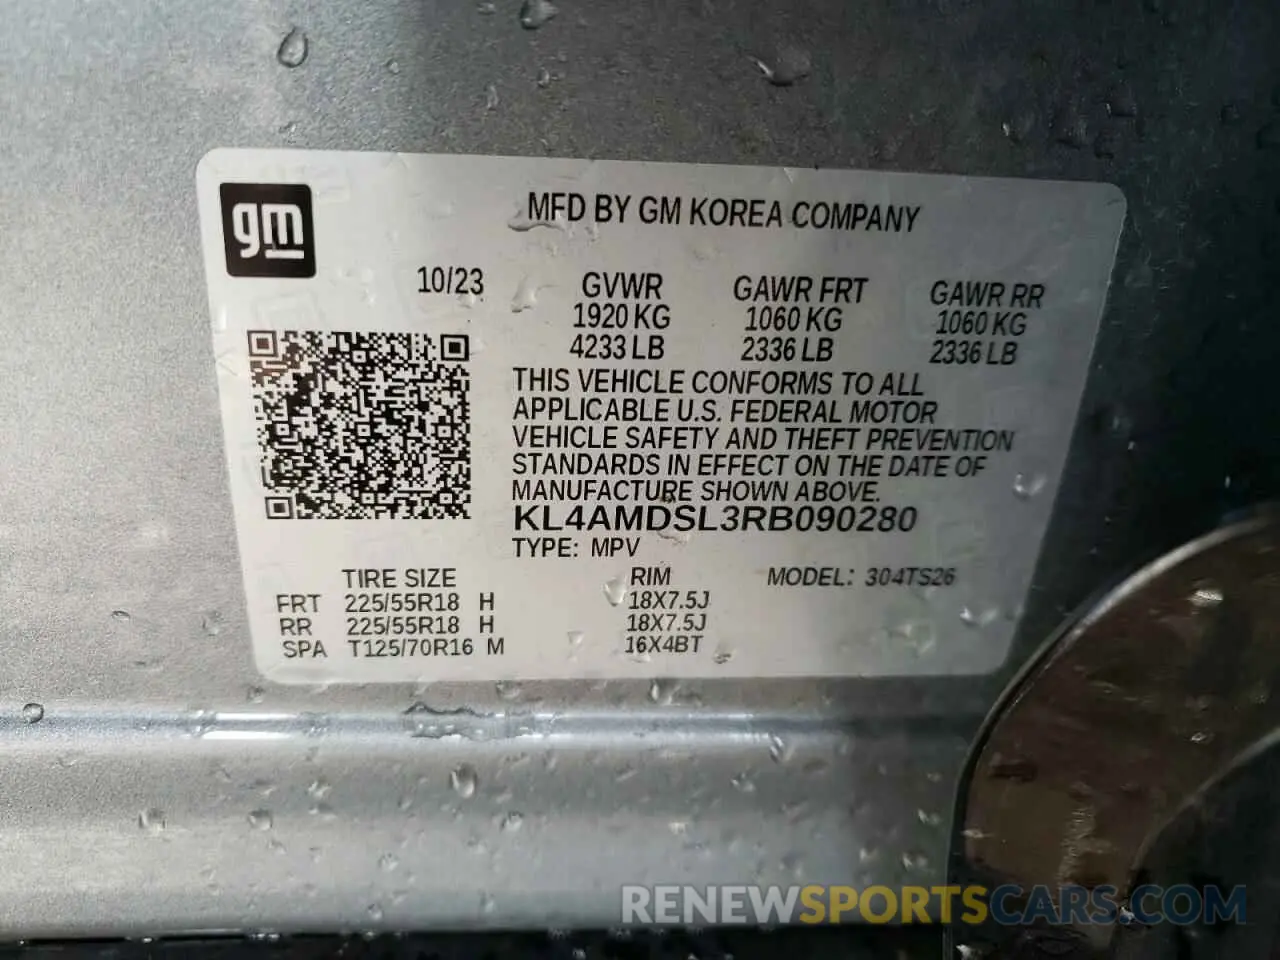 gm
MFD BY GM KOREA COMPANY
10/23
GVWR GAWR FRT GAWR RR
1920 KG 1060 KG 1060 KG
4233 LB 2336 LB 2336 LB
THIS VEHICLE CONFORMS TO ALL
APPLICABLE U.S. FEDERAL MOTOR
VEHICLE SAFETY AND THEFT PREVENTION
STANDARDS IN EFFECT ON THE DATE OF
MANUFACTURE SHOWN ABOVE.
KL4AMDSL3RB090280
TYPE: MPV
TIRE SIZE RIM MODEL: 304TS26
FRT 225/55R18 H 18X7.5J
RR 225/55R18 H 18X7.5J
SPA T125/70R16 M 16X4BT
RENEWSPORTSCARS.COM